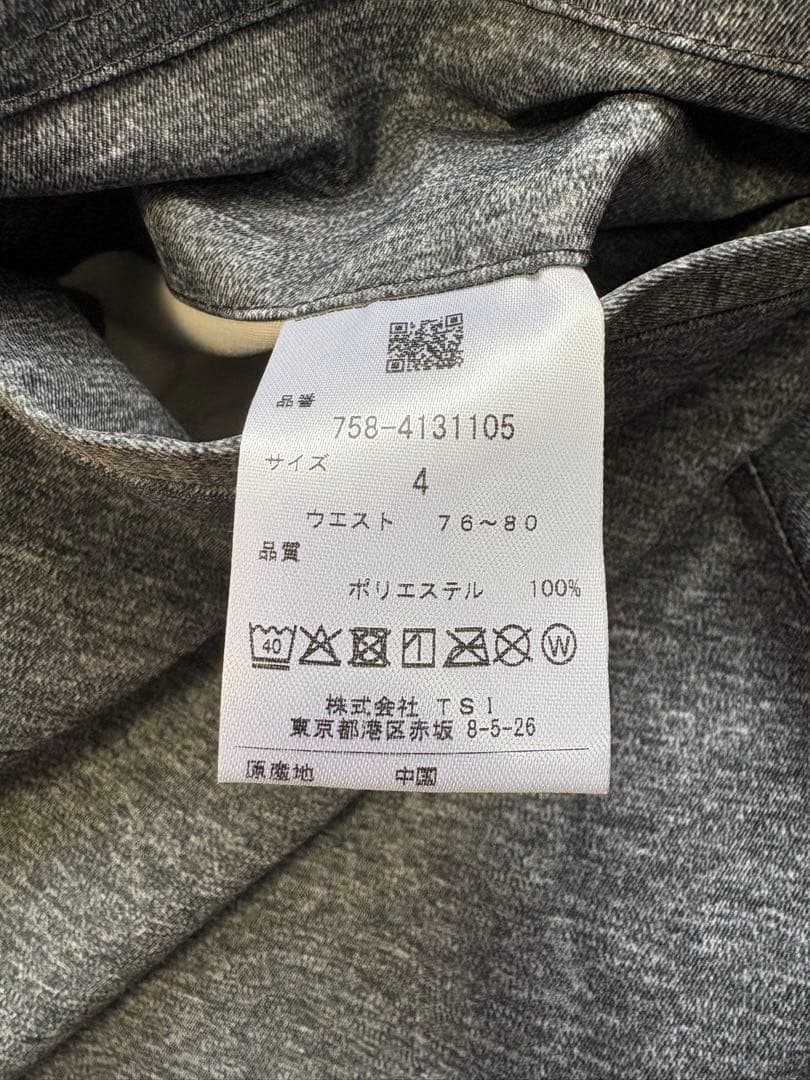 品番
758-4131105
サイズ
4
ウエスト 76~80
品質
ポリエステル 100%
40 W
株式会社 TSI
東京都港区赤坂 8-5-26
原産地 中国